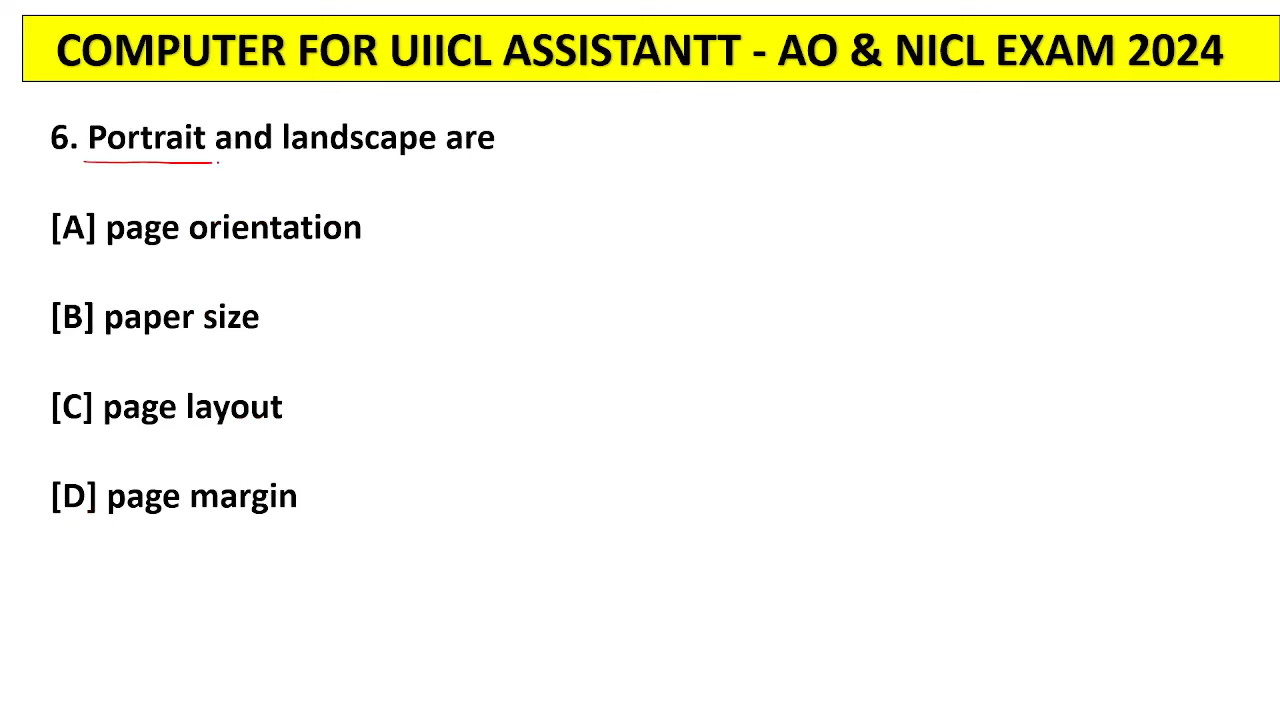 COMPUTER FOR UIICL ASSISTANTT - AO & NICL EXAM 2024
6. Portrait and landscape are
[A] page orientation
[B] paper size
[C] page layout
[D] page margin